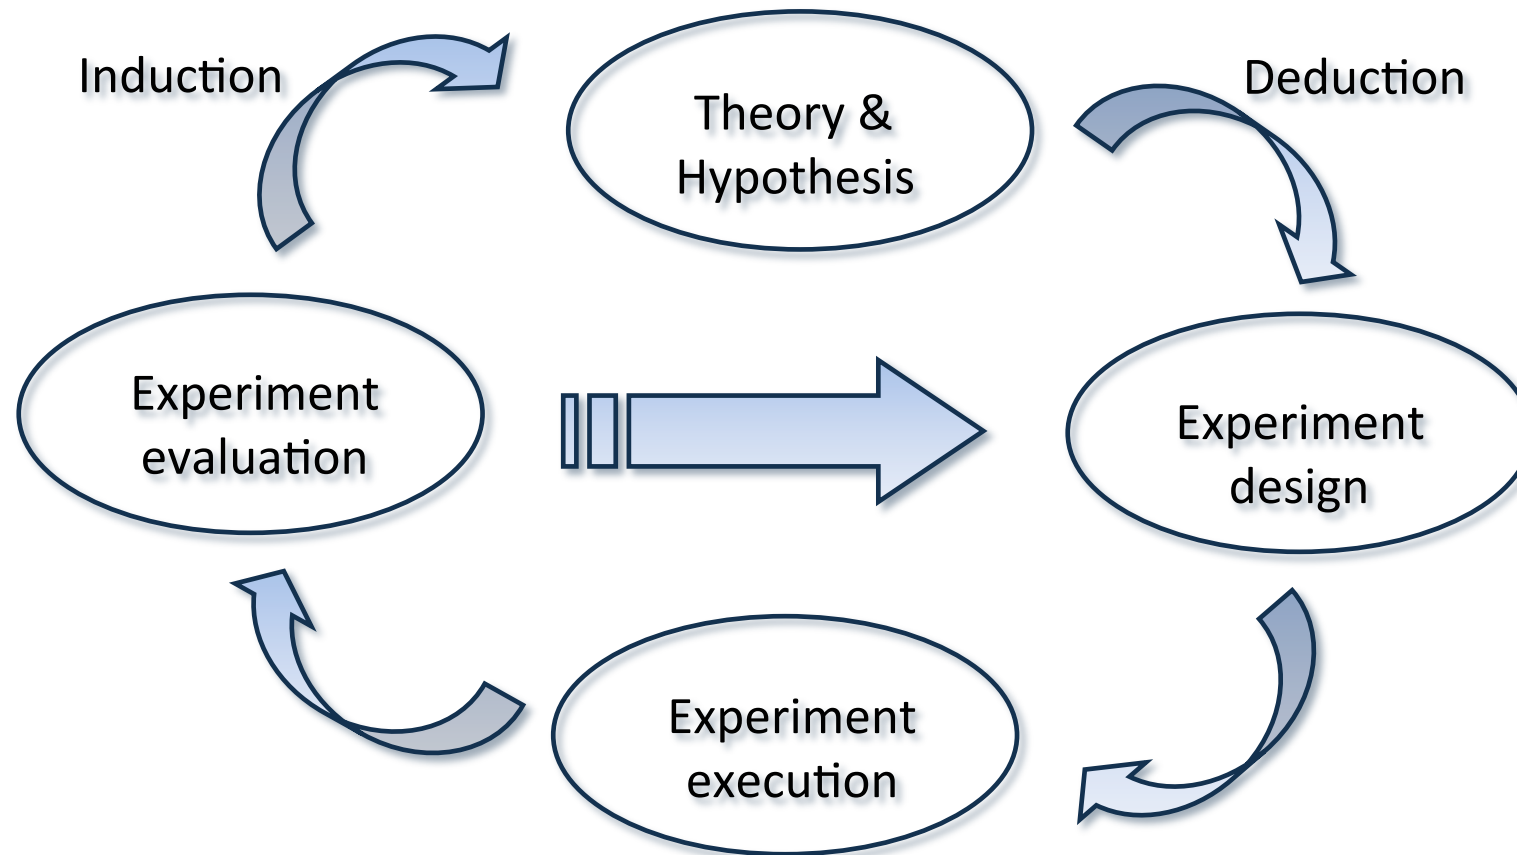 Induction
Deduction
Theory &
Hypothesis
Experiment
evaluation
Experiment
design
Experiment
execution